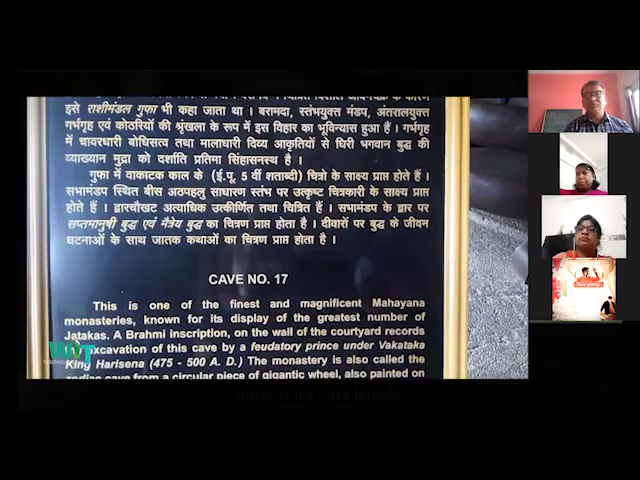 इसे राशीमंडल गुफा भी कहा जाता था । बरामदा, स्तंभयुक्त मंडप, अंतरालयुक्त
गर्भगृह एवं कोठरियों की श्रृंखला के रूप में इस विहार का भूविन्यास हुआ हैं । गर्भगृह
में चावरधारी बोधिसत्व तथा मालाधारी दिव्य आकृतियों से घिरी भगवान बुद्ध की
व्याख्यान मुद्रा को दर्शाति प्रतिमा सिंहासनस्थ है ।
गुफा में वाकाटक काल के (ई.पू. 5 वीं शताब्दी) चित्रो के साक्ष्य प्राप्त होते हैं ।
सभामंडप स्थित बीस अठपहलु साधारण स्तंभ पर उत्कृष्ट चित्रकारी के साक्ष्य प्राप्त
होते हैं । द्वारचौखट अत्याधिक उत्कीर्णित तथा चित्रित हैं । सभामंडप के द्वार पर
सप्तमानुषी बुद्ध एवं मैत्रेय बुद्ध का चित्रण प्राप्त होता है । दीवारों पर बुद्ध के जीवन
घटनाओं के साथ जातक कथाओं का चित्रण प्राप्त होता है ।
CAVE NO. 17
This is one of the finest and magnificent Mahayana
monasteries, known for its display of the greatest number of
Jatakas. A Brahmi inscription, on the wall of the courtyard records
excavation of this cave by a feudatory prince under Vakataka
King Harisena (475 - 500 A. D.) The monastery is also called the
zodiac cave from a circular piece of gigantic wheel, also painted on